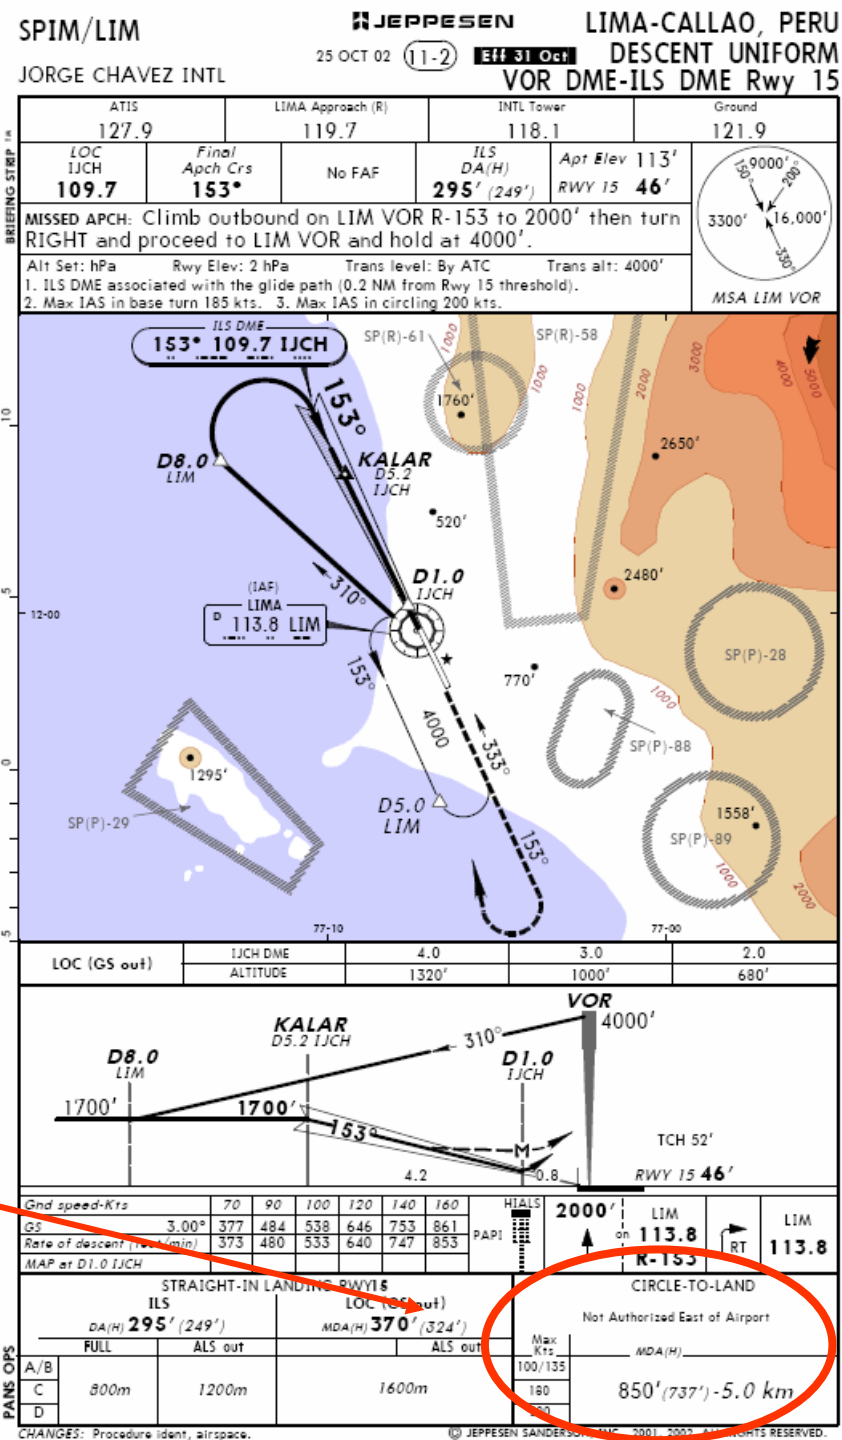 SPIM/LIM
JEPPESEN
LIMA-CALLAO, PERU
25 OCT 02 11-2 Eff 31 Oct
DESCENT UNIFORM
JORGE CHAVEZ INTL
VOR DME-ILS DME Rwy 15
ATIS
127.9
LIMA Approach (R)
119.7
INTL Tower
118.1
Ground
121.9
BRIEFING STRIP TM
LOC
IJCH
109.7
Final
Apch Crs
153°
No FAF
ILS
DA(H)
295' (249')
Apt Elev 113'
RWY 15 46'
MISSED APCH: Climb outbound on LIM VOR R-153 to 2000' then turn
RIGHT and proceed to LIM VOR and hold at 4000'.
Alt Set: hPa Rwy Elev: 2 hPa Trans level: By ATC Trans alt: 4000'
1. ILS DME associated with the glide path (0.2 NM from Rwy 15 threshold).
2. Max IAS in base turn 185 kts. 3. Max IAS in circling 200 kts.
9000'
150°
200°
3300'
16,000'
330°
MSA LIM VOR
ILS DME
153° 109.7 IJCH
SP(R)-61
1000
SP(R)-58
1000
1000
2000
3000
4000
5000
1760'
153°
10
D8.0
LIM
KALAR
D5.2
IJCH
2650'
520'
D1.0
IJCH
2480'
310°
(IAF)
LIMA
D 113.8 LIM
5
12-00
153°
SP(P)-28
770'
1000
4000
333°
SP(P)-88
0
1295'
D5.0
LIM
SP(P)-29
1558'
SP(P)-89
153°
1000
2000
5
77-10
77-00
LOC (GS out)
IJCH DME 4.0 3.0 2.0
ALTITUDE 1320' 1000' 680'
VOR
4000'
KALAR
D5.2 IJCH
310°
D8.0
LIM
D1.0
IJCH
1700'
1700'
153°
M
TCH 52'
4.2
0.8
RWY 15 46'
Gnd speed-Kts 70 90 100 120 140 160
GS 3.00° 377 484 538 646 753 861
Rate of descent 373 480 533 640 747 853
MAP at D1.0 IJCH
HIALS
PAPI
2000'
on
LIM
113.8
R-153
RT
LIM
113.8
PANS OPS
STRAIGHT-IN LANDING RWY15
ILS
DA(H) 295' (249')
FULL
ALS out
LOC (GS out)
MDA(H) 370' (324')
ALS out
A/B
C
D
800m
1200m
1600m
CIRCLE-TO-LAND
Not Authorized East of Airport
Max
Kts
MDA(H)
100/135
180
850' (737') -5.0 km
CHANGES: Procedure ident, airspace.
© JEPPESEN SANDERSON, INC., 2001, 2002. ALL RIGHTS RESERVED.